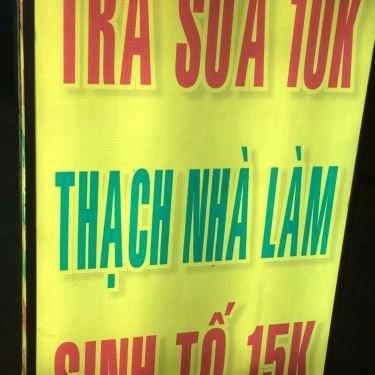 TRÀ SỮA 10K
THẠCH NHÀ LÀM
SINH TỐ 15K